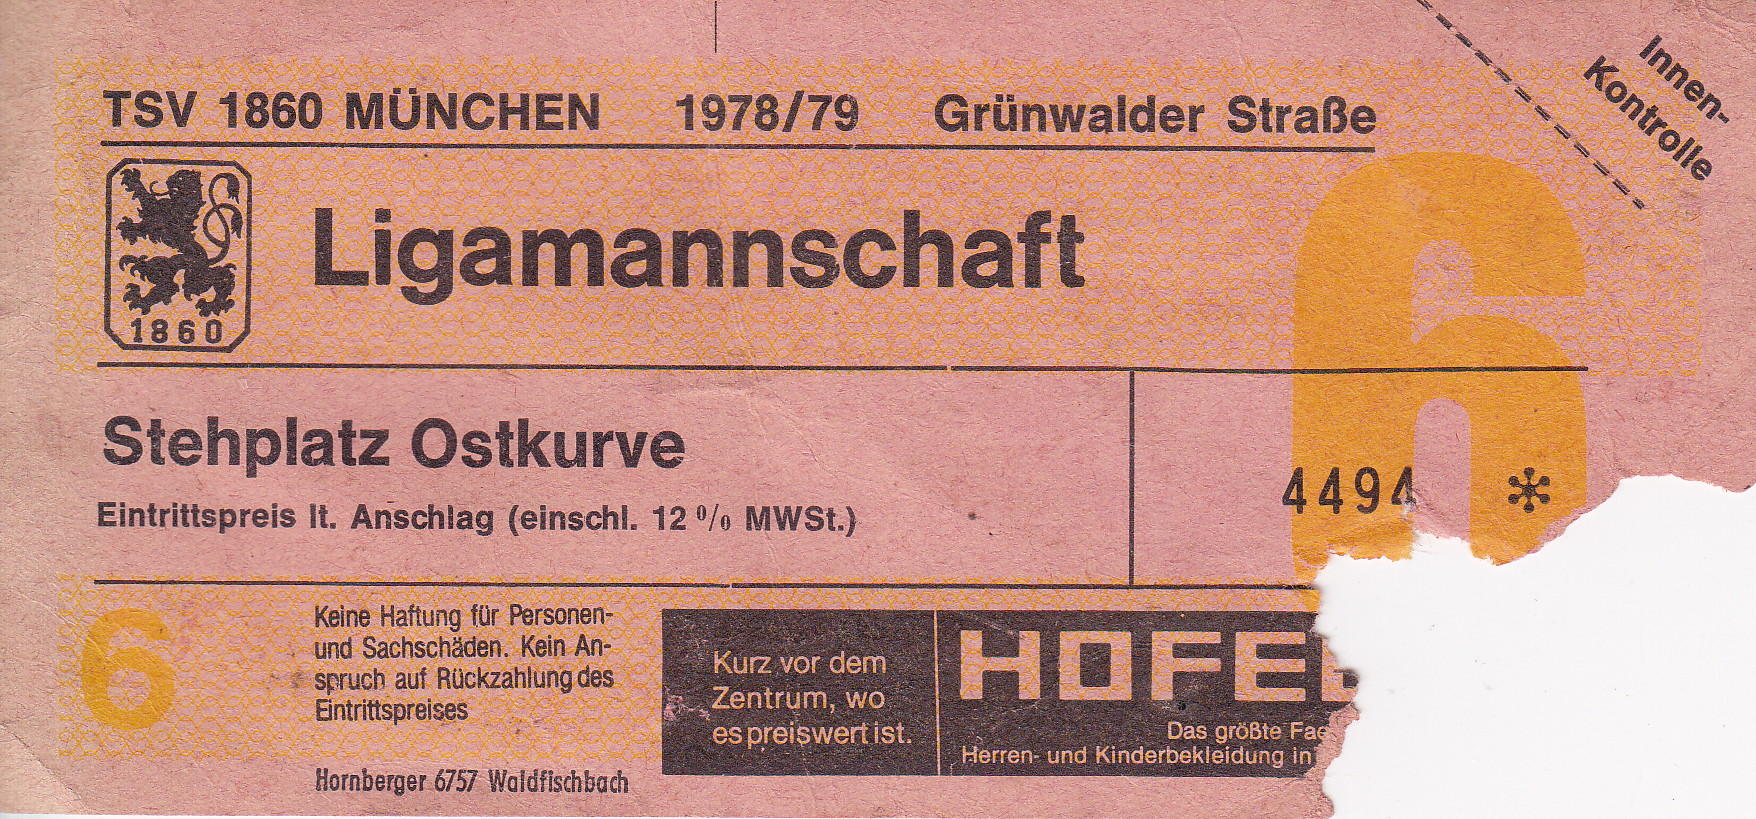 Innen-
Kontrolle
TSV 1860 MÜNCHEN 1978/79 Grünwalder Straße
Ligamannschaft
1860
6
Stehplatz Ostkurve
4494 *
Eintrittspreis lt. Anschlag (einschl. 12 % MWSt.)
6
Keine Haftung für Personen-
und Sachschäden. Kein An-
spruch auf Rückzahlung des
Eintrittspreises
Hornberger 6757 Waldfischbach
Kurz vor dem
Zentrum, wo
es preiswert ist.
HOFE
Das größte
Herren- und Kinderbekleidung in